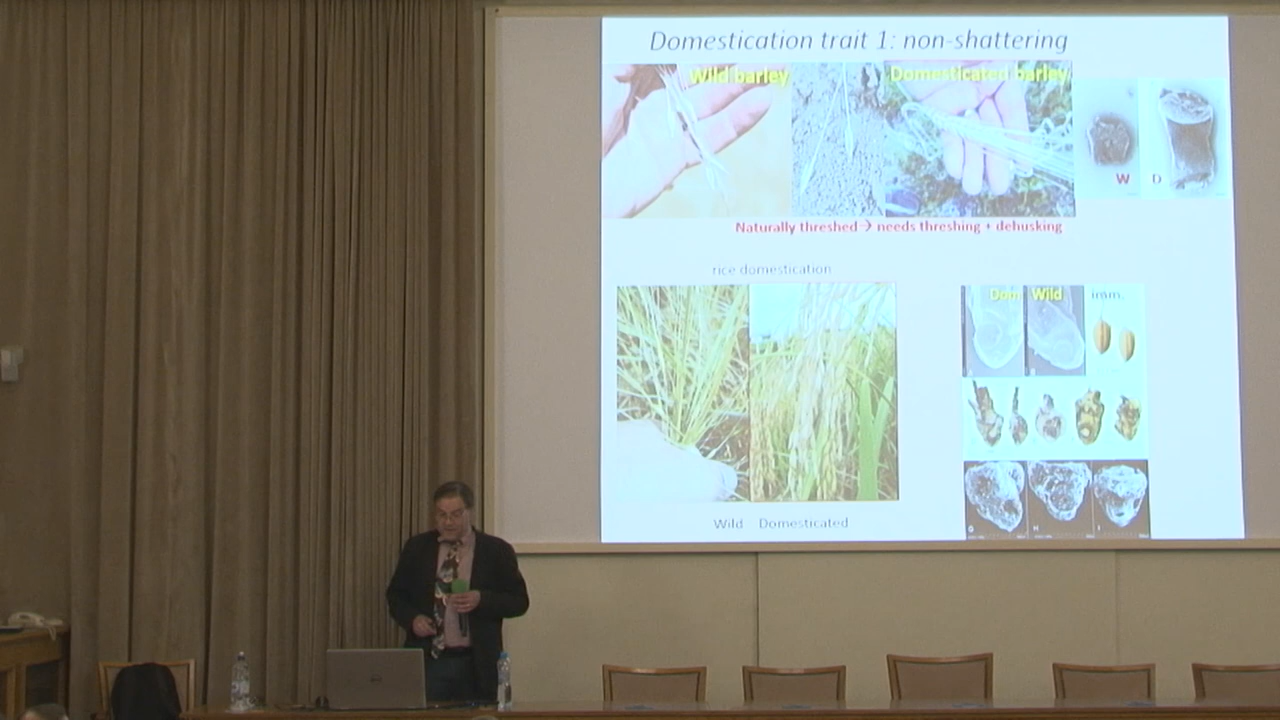 Domestication trait 1: non-shattering
Wild barley
Domesticated barley
W
D
Naturally threshed→ needs threshing + dehusking
rice domestication
Dom
Wild
imm.
Wild
Domesticated